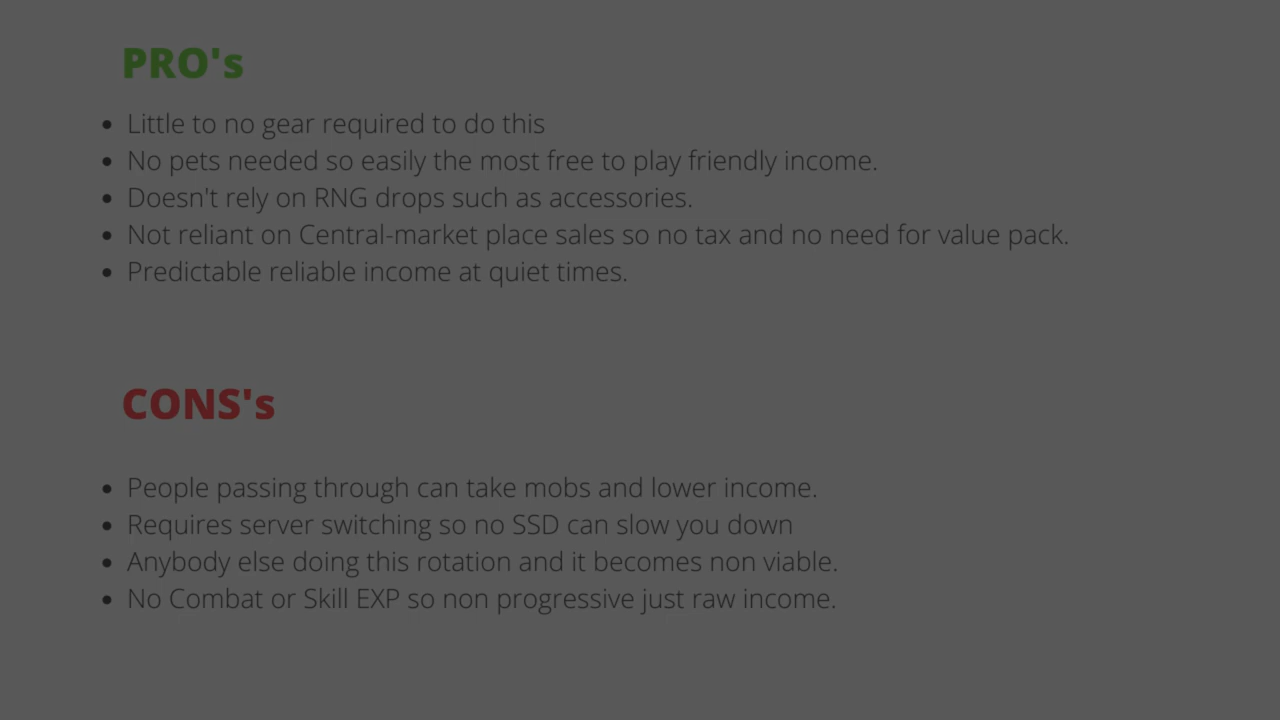 PRO's
• Little to no gear required to do this
• No pets needed so easily the most free to play friendly income.
• Doesn't rely on RNG drops such as accessories.
• Not reliant on Central-market place sales so no tax and no need for value pack.
• Predictable reliable income at quiet times.
CONS's
• People passing through can take mobs and lower income.
• Requires server switching so no SSD can slow you down
• Anybody else doing this rotation and it becomes non viable.
• No Combat or Skill EXP so non progressive just raw income.